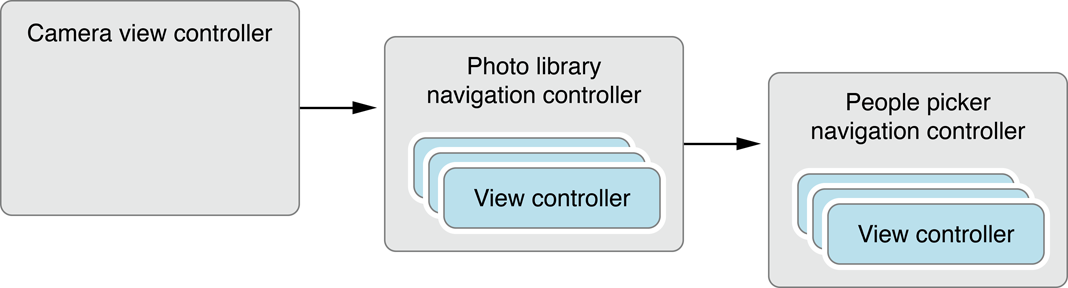 Camera view controller
Photo library
navigation controller
View controller
People picker
navigation controller
View controller